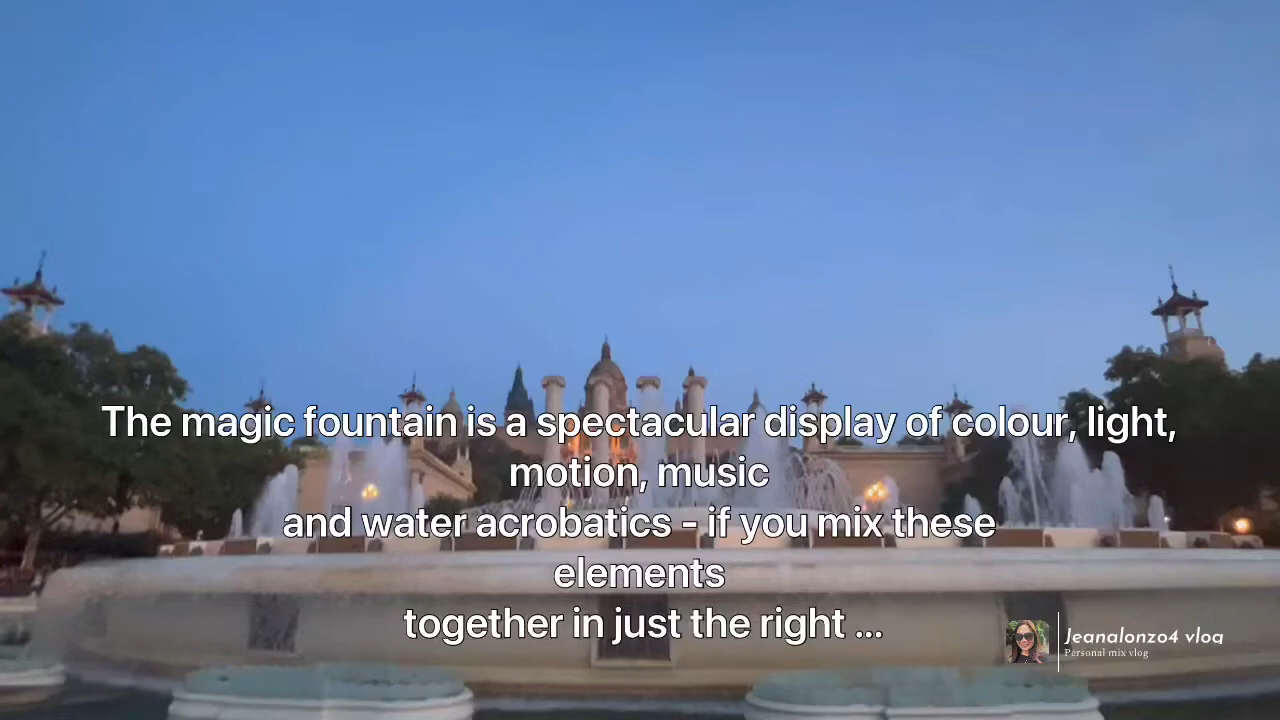 The magic fountain is a spectacular display of colour, light,
motion, music
and water acrobatics - if you mix these
elements
together in just the right ...
Jeanalonzo4 vlog
Personal mix vlog